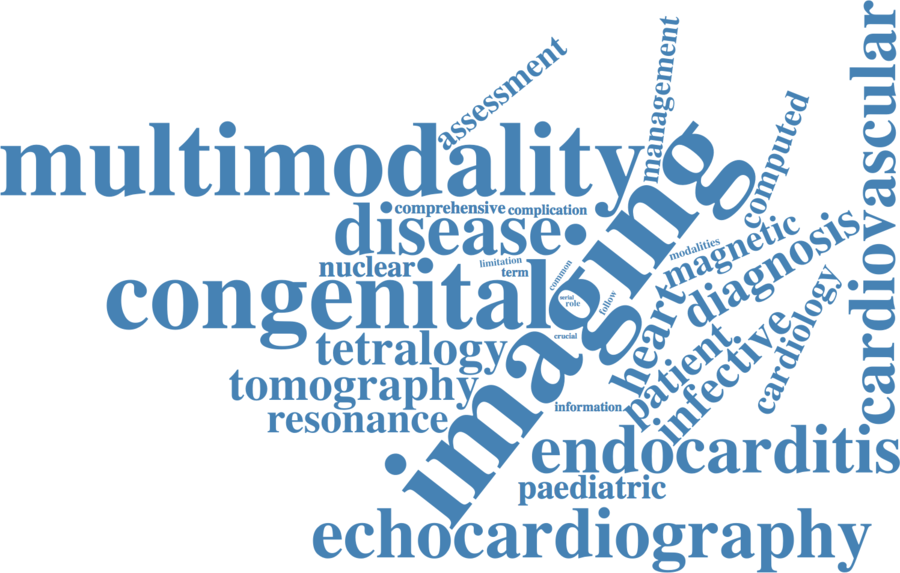 assessment
management
cardiovascular
computed
multimodality
imaging
comprehensive
complication
disease
magnetic
diagnosis
modalities
nuclear
limitation
term
common
congenital
serial
role
follow
crucial
heart
cardiology
tetralogy
patient
infective
tomography
information
resonance
endocarditis
paediatric
echocardiography